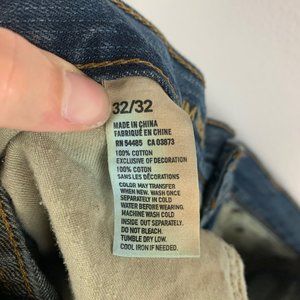 32/32
MADE IN CHINA
FABRIQUÉ EN CHINE
RN 54485 CA 03873
100% COTTON
EXCLUSIVE OF DECORATION
100% COTON
SANS LES DÉCORATIONS
COLOR MAY TRANSFER
WHEN NEW. WASH ONCE
SEPARATELY IN COLD
WATER BEFORE WEARING.
MACHINE WASH COLD
INSIDE OUT SEPARATELY.
DO NOT BLEACH.
TUMBLE DRY LOW.
COOL IRON IF NEEDED.